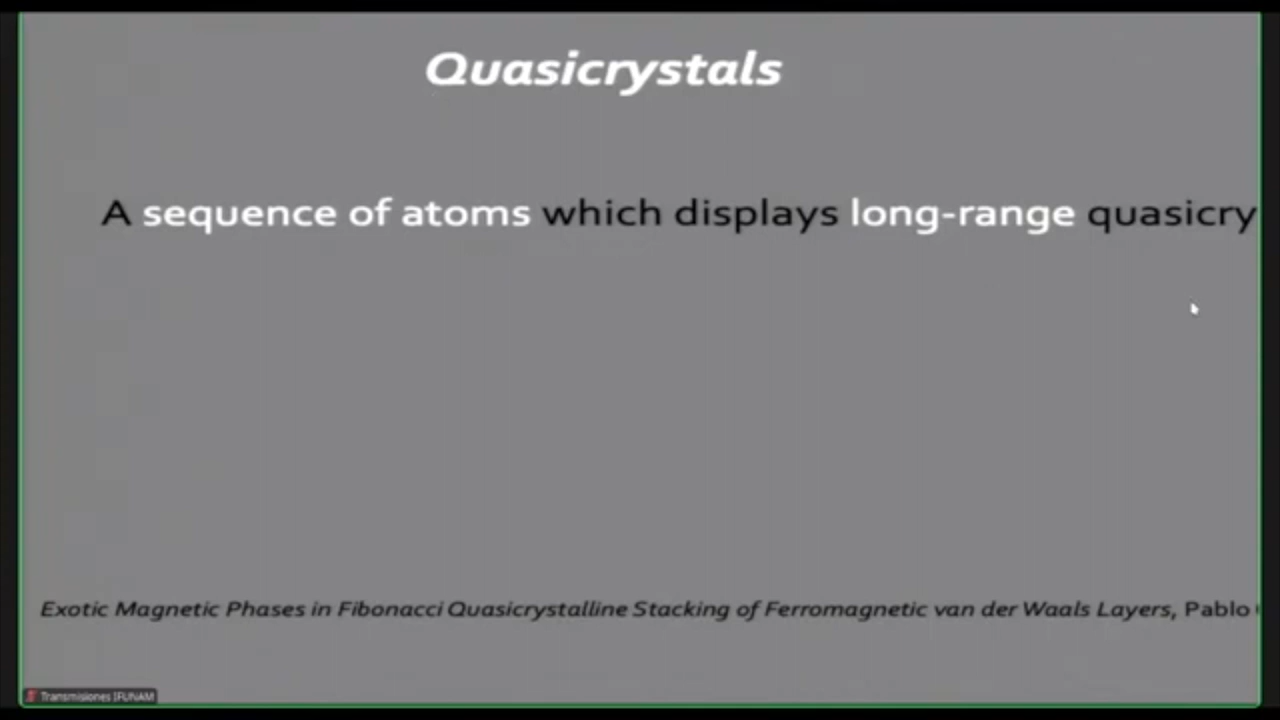 Quasicrystals
A sequence of atoms which displays long-range quasicry
Exotic Magnetic Phases in Fibonacci Quasicrystalline Stacking of Ferromagnetic van der Waals Layers, Pablo
Transmisiones IFUNAM